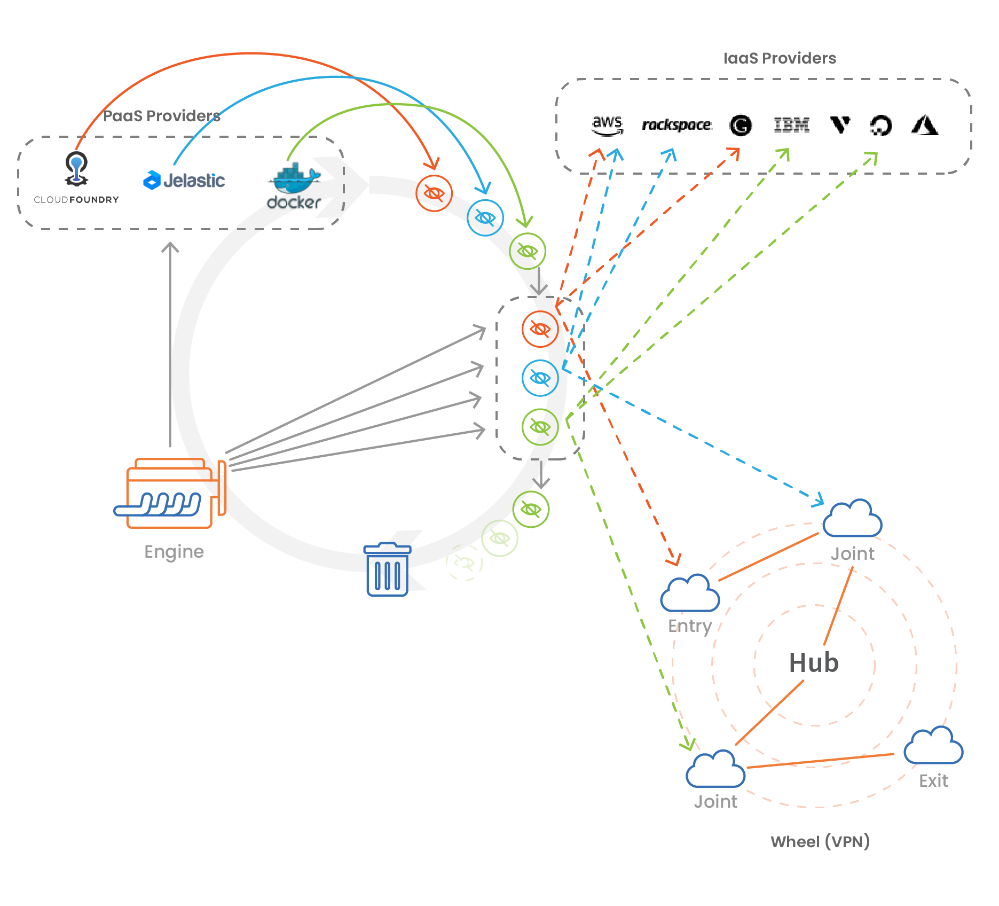 IaaS Providers
PaaS Providers
aws
rackspace
G
IBM
CLOUDFOUNDRY
Jelastic
docker
Engine
Joint
Entry
Hub
Exit
Joint
Wheel (VPN)